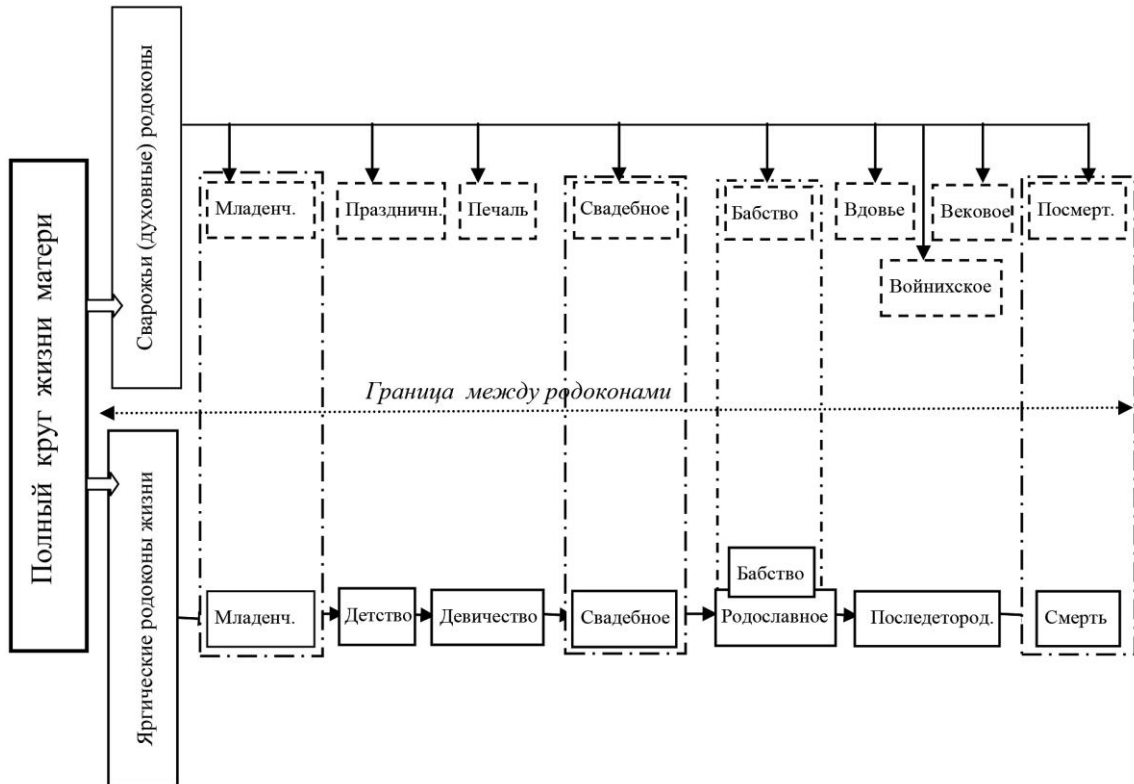 Полный круг жизни матери
Сварожьи (духовные) родоконы
Младенч.
Праздничн.
Печаль
Свадебное
Бабство
Вдовье
Вековое
Посмерт.
Войнихское
Граница между родоконами
Яргические родоконы жизни
Бабство
Младенч.
Детство
Девичество
Свадебное
Родославное
Последетород.
Смерть